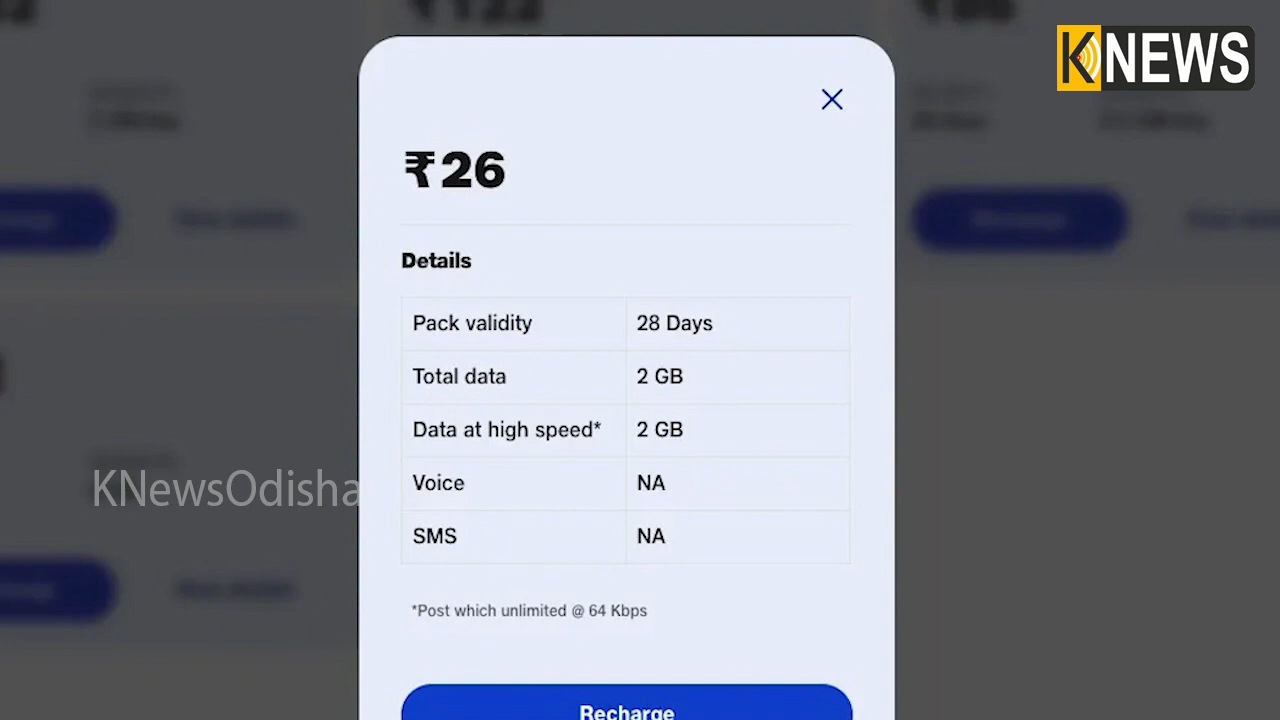 KNEWS
₹26
Details
Pack validity 28 Days
Total data 2 GB
Data at high speed* 2 GB
Voice NA
KNewsOdisha
SMS NA
*Post which unlimited @ 64 Kbps
Recharge